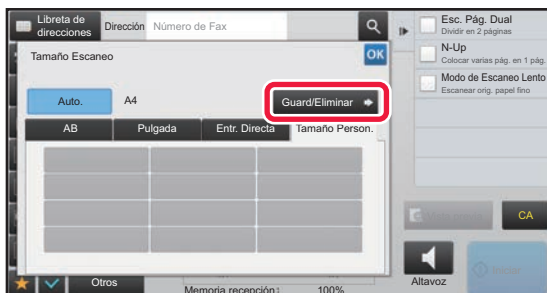 Libreta de
direcciones
Dirección
Número de Fax
Tamaño Escaneo
OK
Auto.
A4
Guard/Eliminar
AB
Pulgada
Entr. Directa
Tamaño Person.
Otros
Memoria recepción:
100%
Esc. Pág. Dual
Dividir en 2 páginas
N-Up
Colocar varias pág. en 1 pág.
Modo de Escaneo Lento
Escanear orig. papel fino
CA
Altavoz